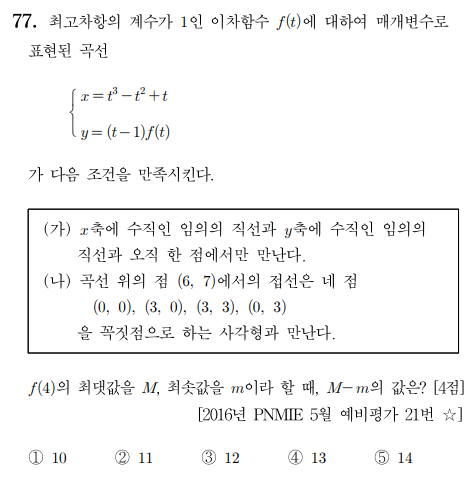 77. 최고차항의 계수가 1인 이차함수 f(t)에 대하여 매개변수로
표현된 곡선
x=t³−t²+t
y=(t−1)f(t)
가 다음 조건을 만족시킨다.
(가) x축에 수직인 임의의 직선과 y축에 수직인 임의의
직선과 오직 한 점에서만 만난다.
(나) 곡선 위의 점 (6, 7)에서의 접선은 네 점
(0, 0), (3, 0), (3, 3), (0, 3)
을 꼭짓점으로 하는 사각형과 만난다.
f(4)의 최댓값을 M, 최솟값을 m이라 할 때, M−m의 값은? [4점]
[2016년 PNMIE 5월 예비평가 21번 ☆]
① 10 ② 11 ③ 12 ④ 13 ⑤ 14